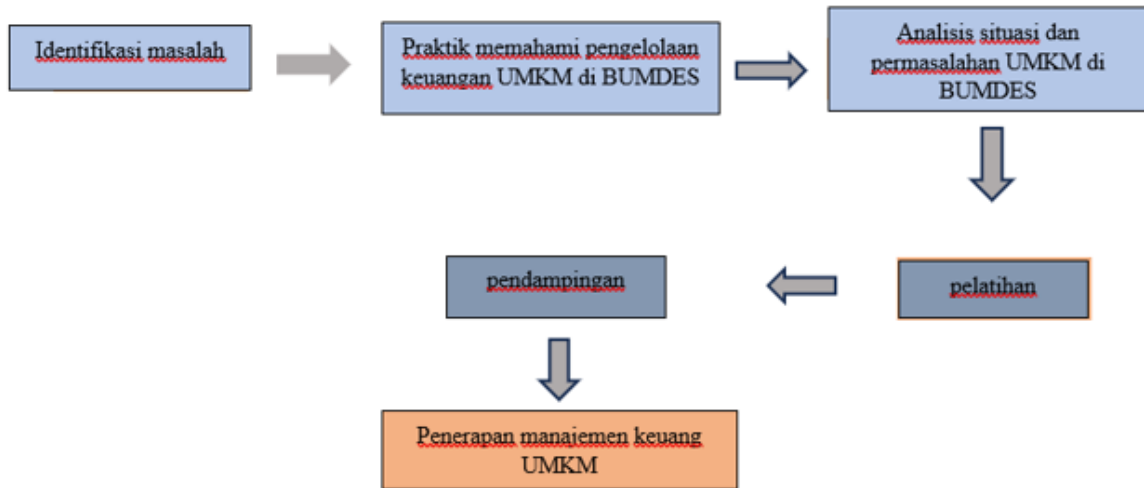 Identifikasi masalah
Praktik memahami pengelolaan
keuangan UMKM di BUMDES
Analisis situasi dan
permasalahan UMKM di
BUMDES
pelatihan
pendampingan
Penerapan manajemen keuang
UMKM